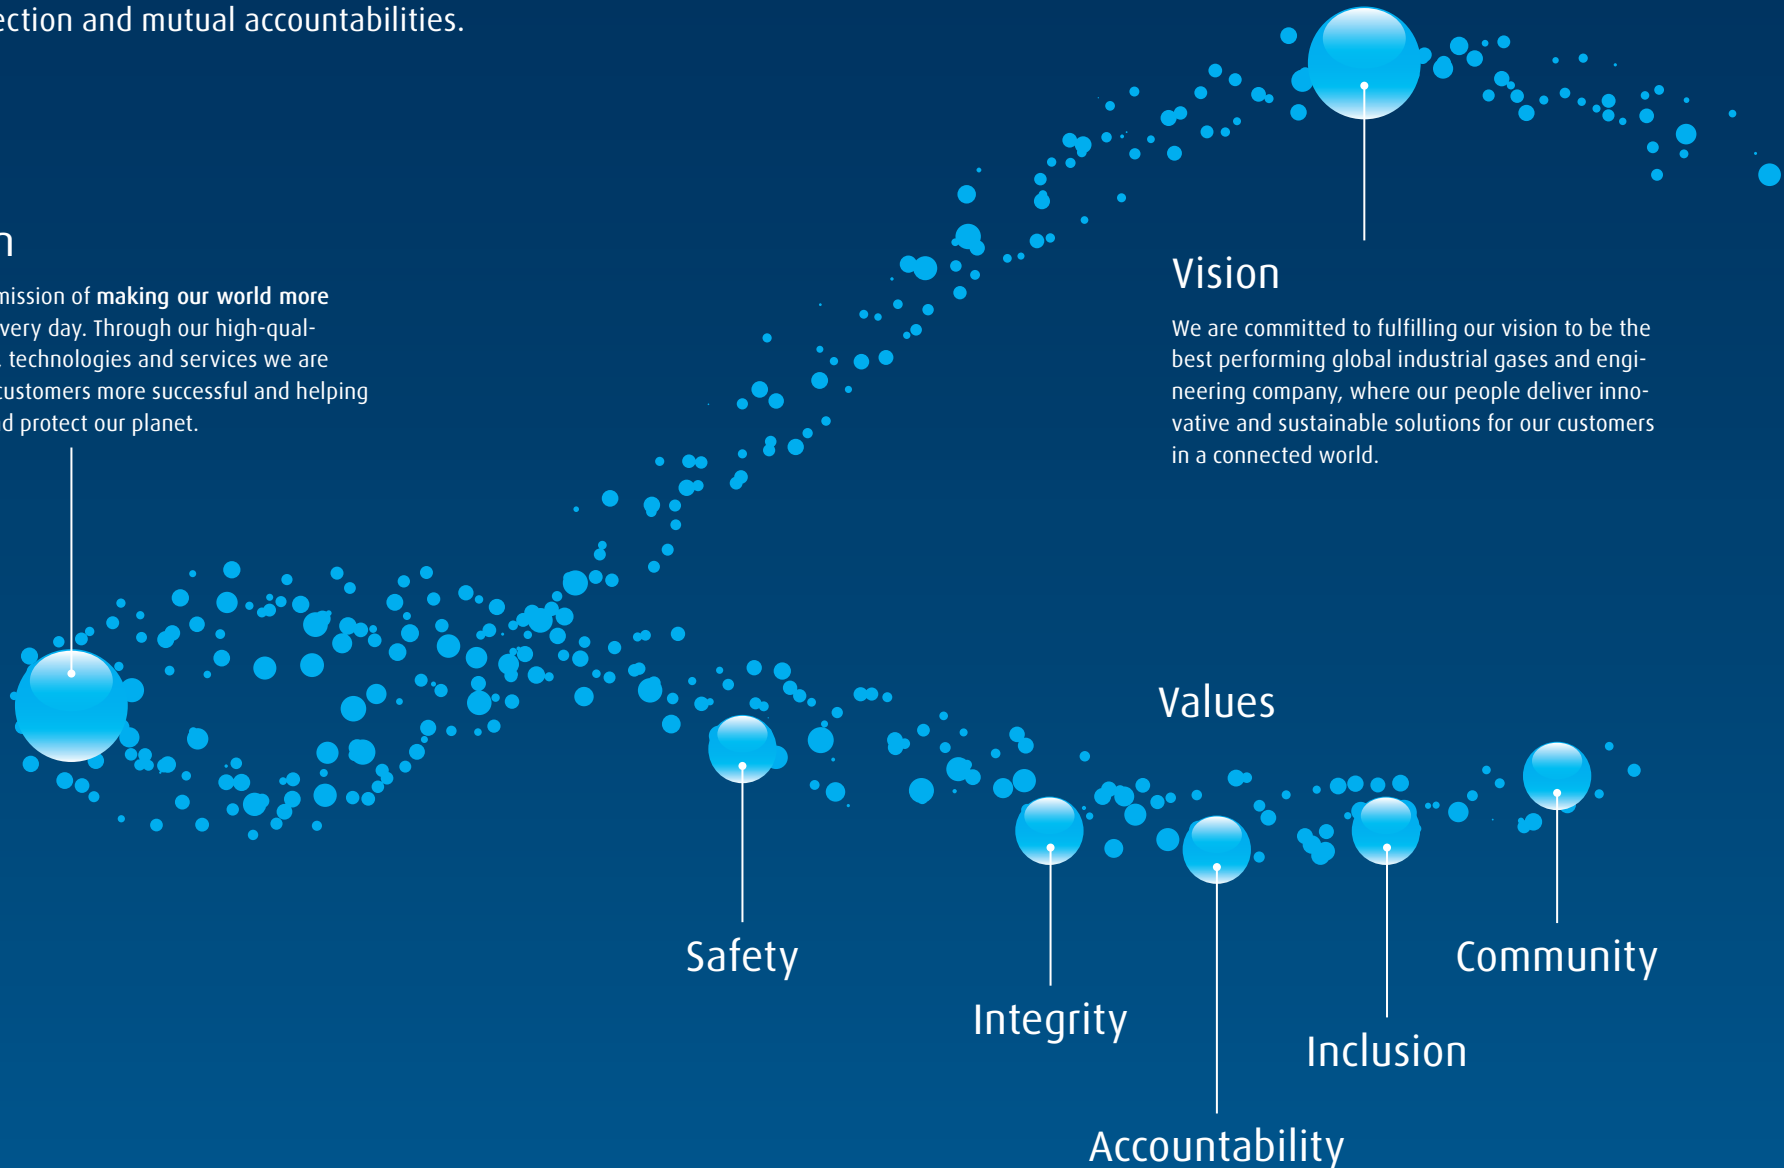 ection and mutual accountabilities.
n
mission of making our world more
very day. Through our high-qual-
, technologies and services we are
customers more successful and helping
d protect our planet.
Vision
We are committed to fulfilling our vision to be the
best performing global industrial gases and engi-
neering company, where our people deliver inno-
vative and sustainable solutions for our customers
in a connected world.
Values
Safety
Integrity
Accountability
Inclusion
Community